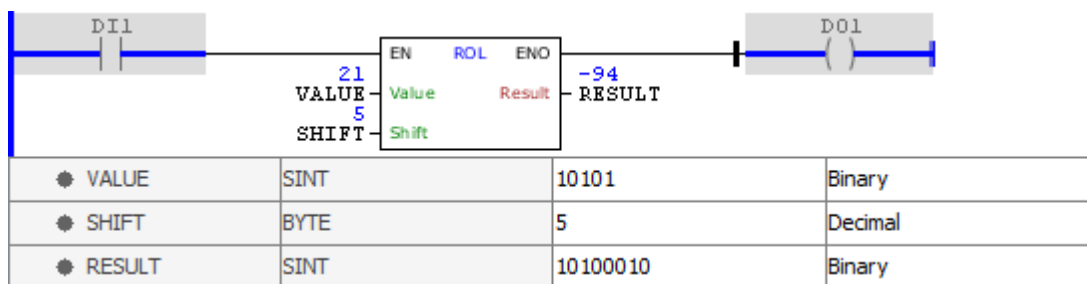 DI1 DO1
EN ROL ENO
21 -94
VALUE Value Result RESULT
5
SHIFT Shift
VALUE SINT 10101 Binary
SHIFT BYTE 5 Decimal
RESULT SINT 10100010 Binary